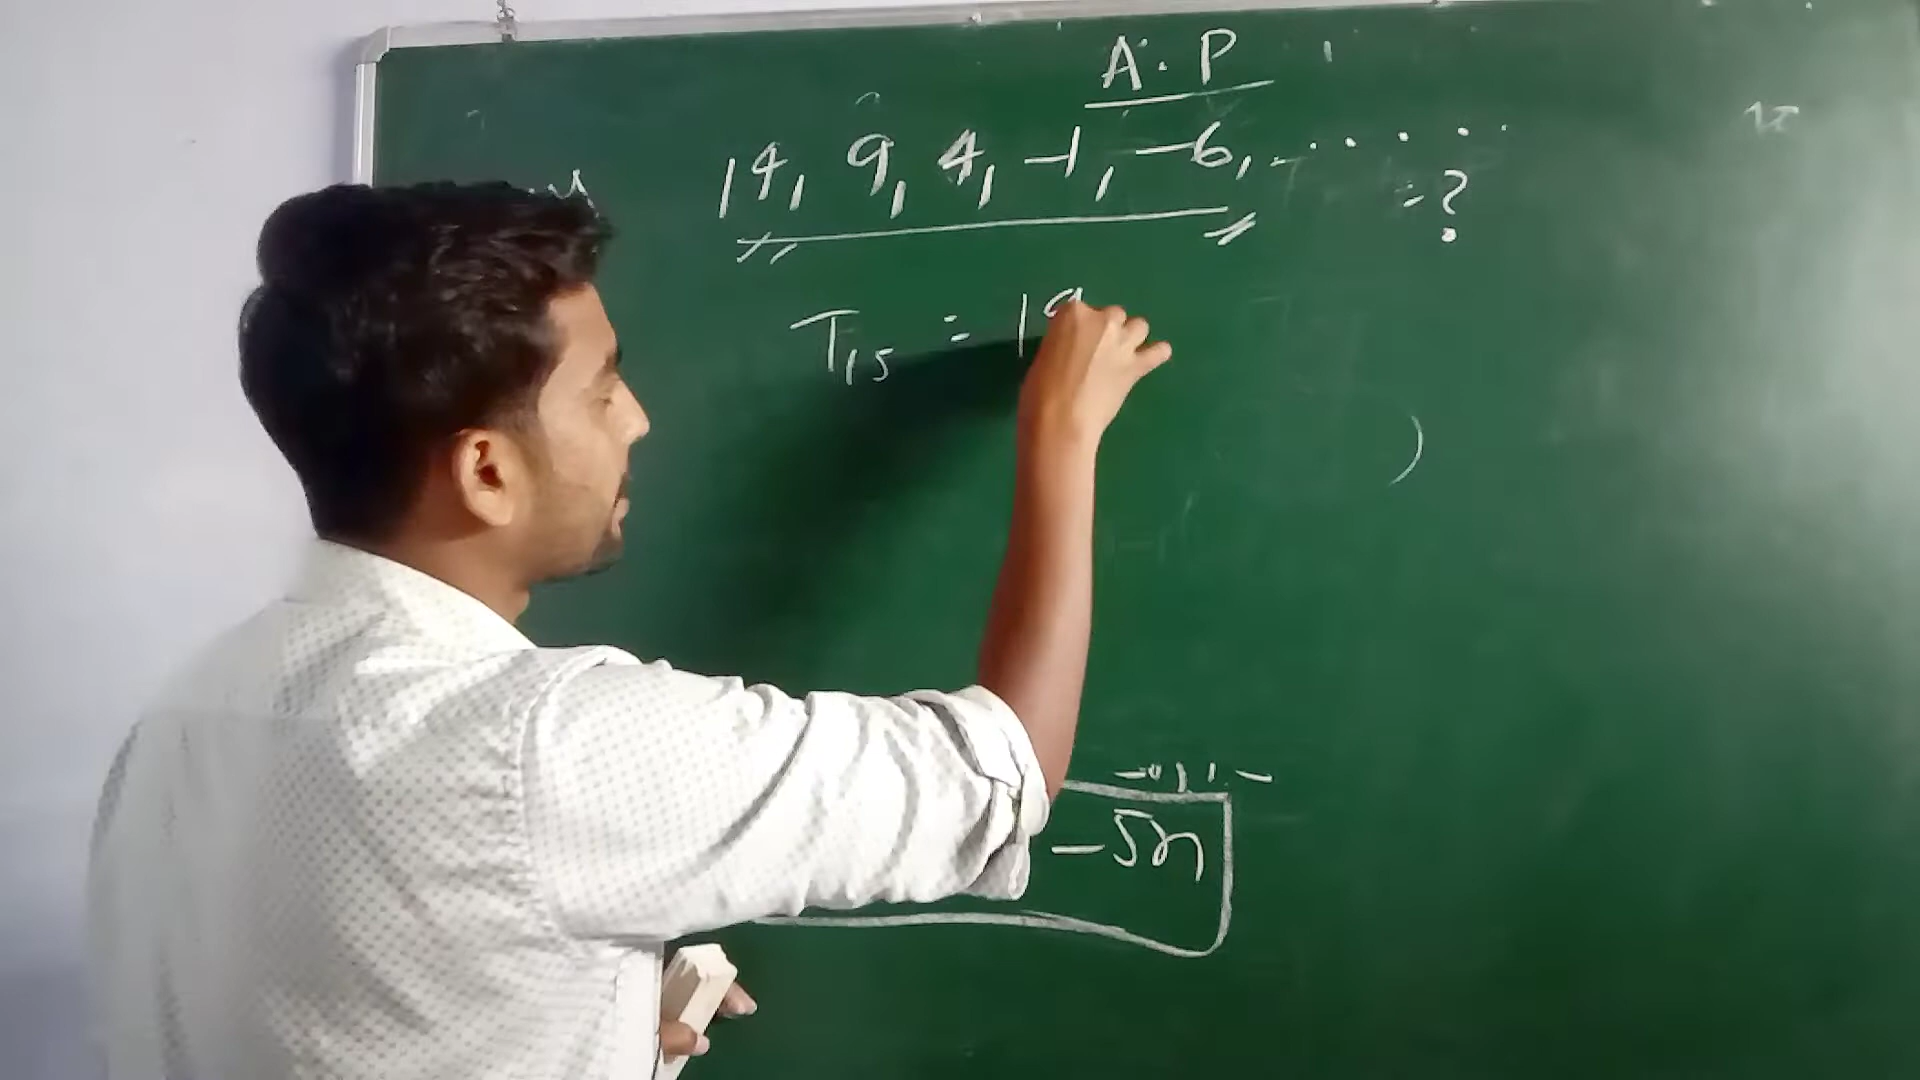 A.P
14, 9, 4, -1, -6, ......
= ?
T15 = 19
-5n